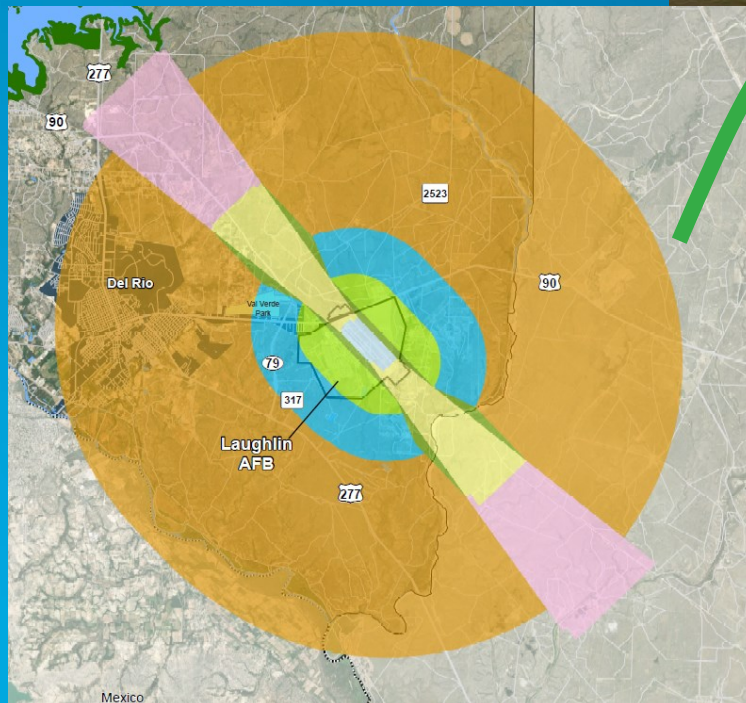 277
90
2523
90
Del Rio
Val Verde
Park
79
317
Laughlin
AFB
277
Mexico